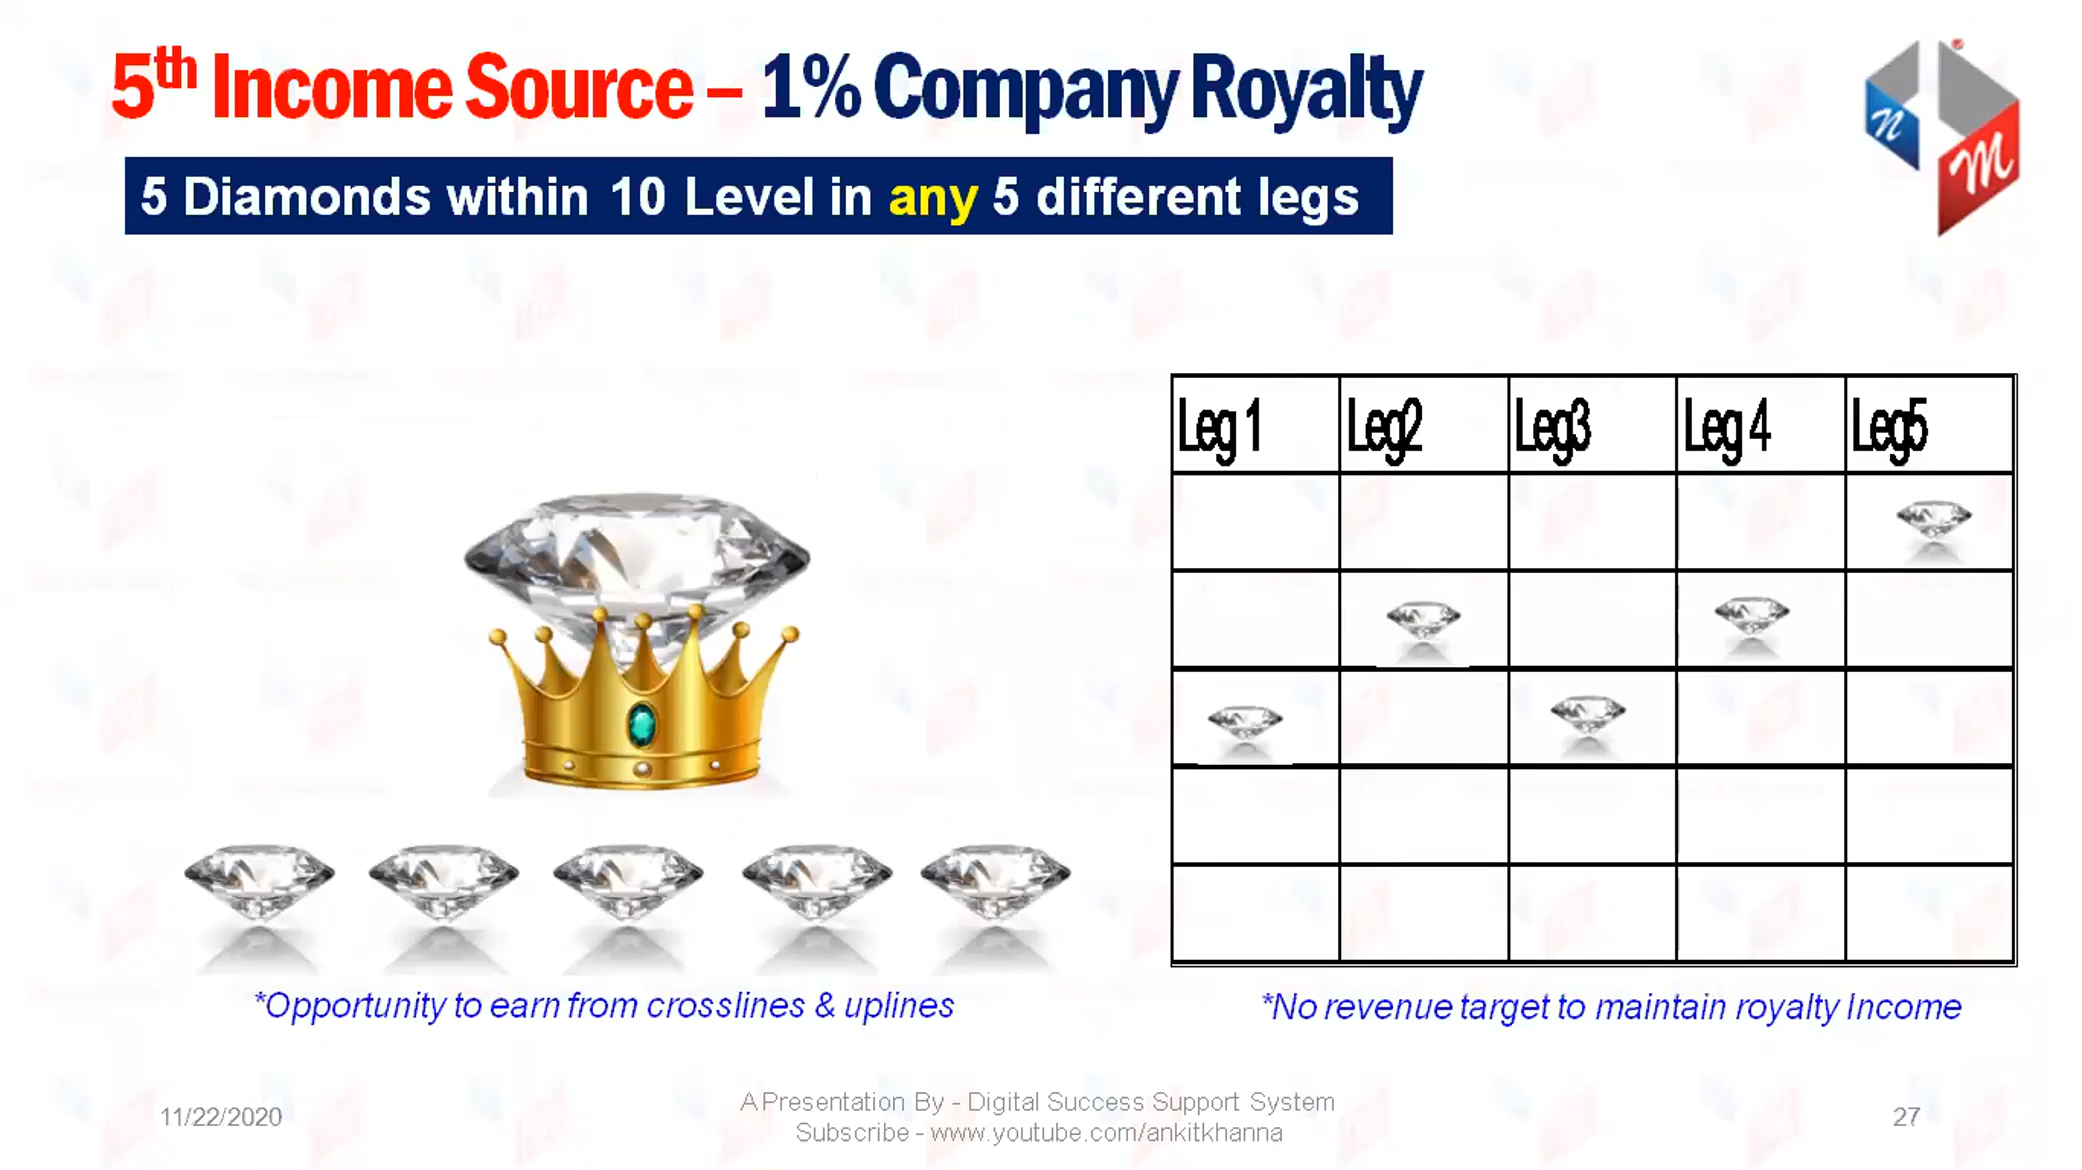 5th Income Source – 1% Company Royalty
5 Diamonds within 10 Level in any 5 different legs
n
M
Leg 1 Leg2 Leg3 Leg 4 Leg5
*Opportunity to earn from crosslines & uplines
*No revenue target to maintain royalty Income
11/22/2020
A Presentation By - Digital Success Support System
Subscribe - www.youtube.com/ankitkhanna
27